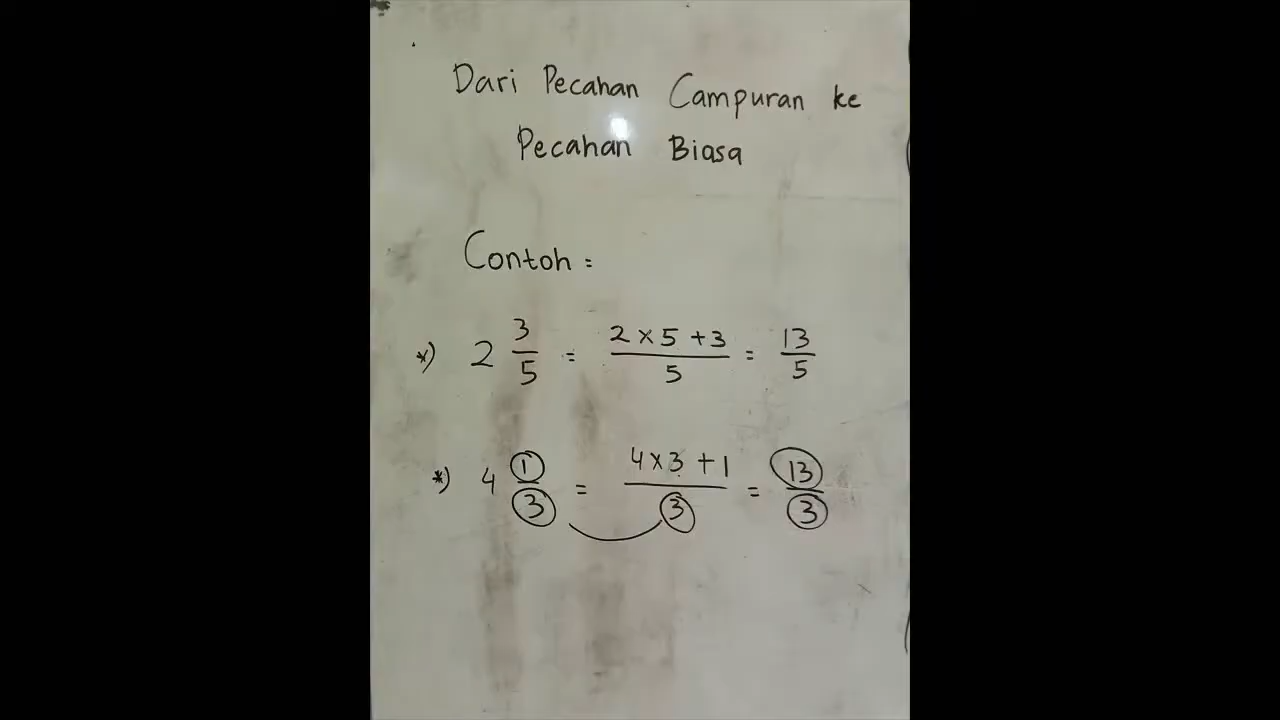 Dari Pecahan Campuran ke
Pecahan Biasa
Contoh :
*) 2 3/5 = (2 × 5 + 3)/5 = 13/5
*) 4 1/3 = (4 × 3 + 1)/3 = 13/3